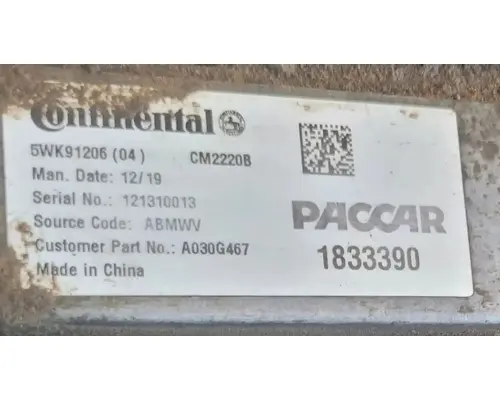 Continental
5WK91206 (04) CM2220B
Man. Date: 12/19
Serial No.: 121310013
Source Code: ABMWV
Customer Part No.: A030G467
Made in China
PACCAR
1833390